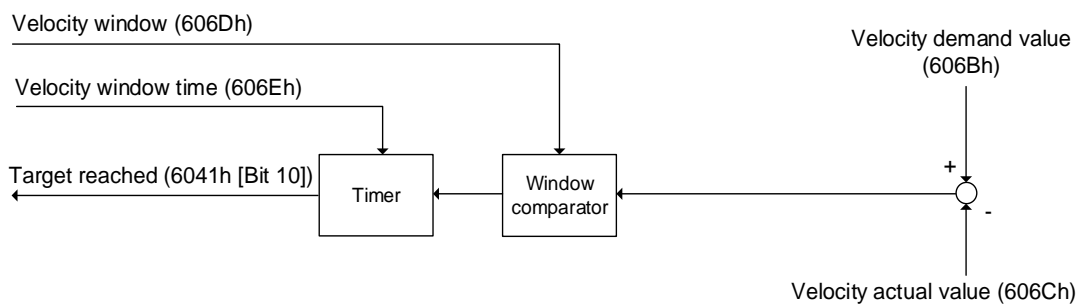 Velocity window (606Dh)
Velocity demand value
(606Bh)
Velocity window time (606Eh)
Target reached (6041h [Bit 10])
Timer
Window
comparator
+
-
Velocity actual value (606Ch)